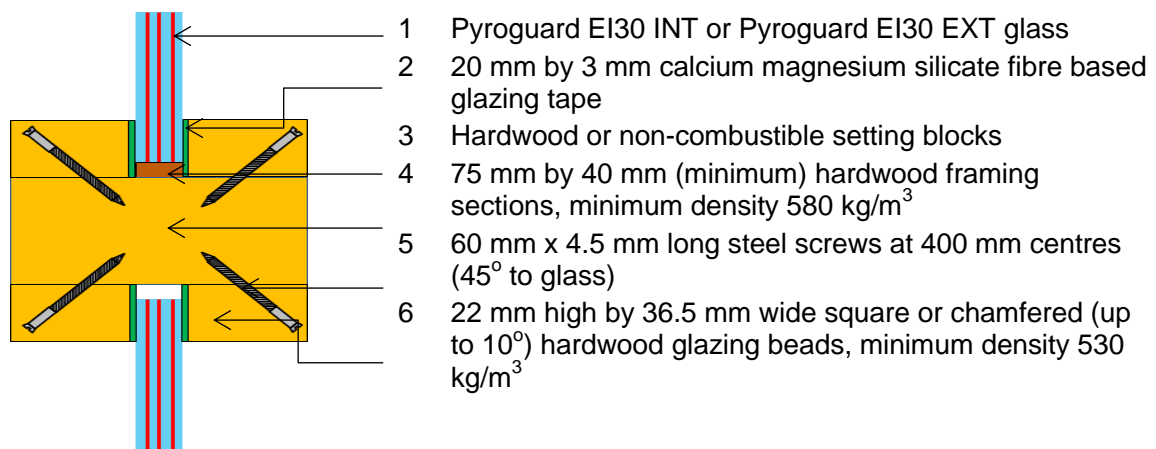 1 Pyroguard EI30 INT or Pyroguard EI30 EXT glass
2 20 mm by 3 mm calcium magnesium silicate fibre based
glazing tape
3 Hardwood or non-combustible setting blocks
4 75 mm by 40 mm (minimum) hardwood framing
sections, minimum density 580 kg/m³
5 60 mm x 4.5 mm long steel screws at 400 mm centres
(45° to glass)
6 22 mm high by 36.5 mm wide square or chamfered (up
to 10°) hardwood glazing beads, minimum density 530
kg/m³